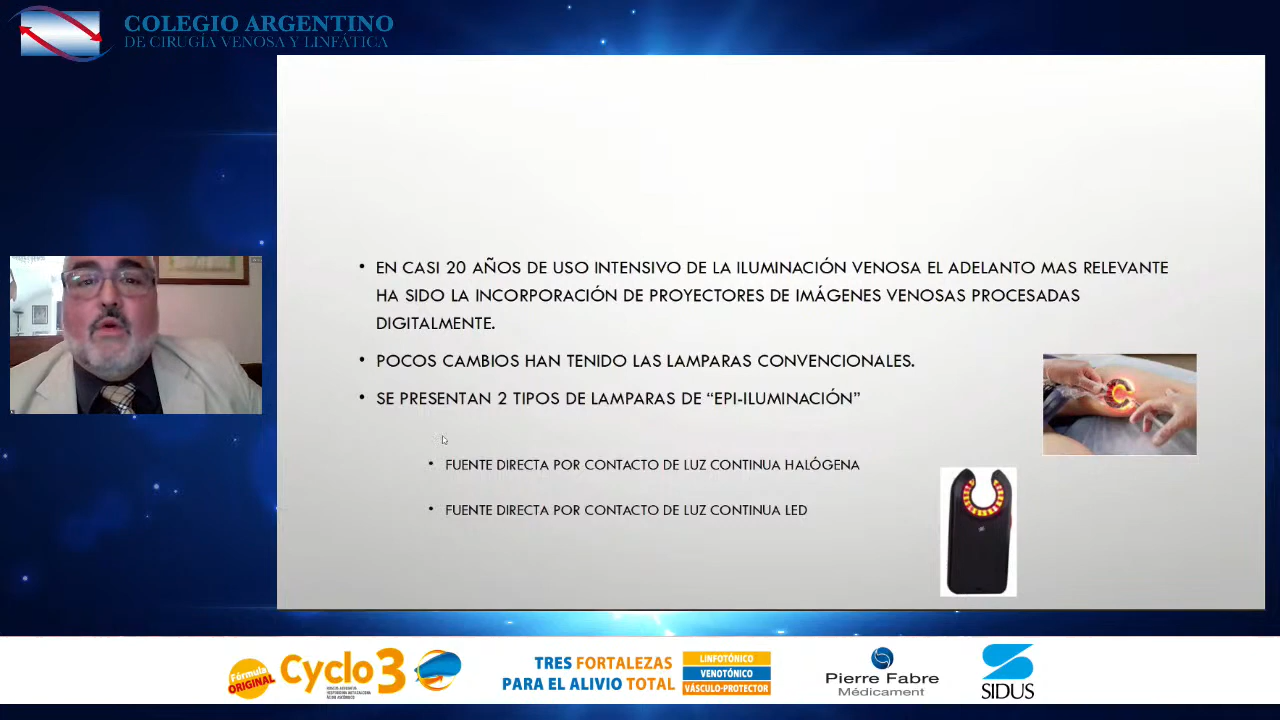 COLEGIO ARGENTINO
DE CIRUGÍA VENOSA Y LINFÁTICA
• EN CASI 20 AÑOS DE USO INTENSIVO DE LA ILUMINACIÓN VENOSA EL ADELANTO MAS RELEVANTE
HA SIDO LA INCORPORACIÓN DE PROYECTORES DE IMÁGENES VENOSAS PROCESADAS
DIGITALMENTE.
• POCOS CAMBIOS HAN TENIDO LAS LAMPARAS CONVENCIONALES.
• SE PRESENTAN 2 TIPOS DE LAMPARAS DE “EPI-ILUMINACIÓN”
• FUENTE DIRECTA POR CONTACTO DE LUZ CONTINUA HALÓGENA
• FUENTE DIRECTA POR CONTACTO DE LUZ CONTINUA LED
Fórmula
ORIGINAL
Cyclo 3
TRES FORTALEZAS
PARA EL ALIVIO TOTAL
LINFOTÓNICO
VENOTÓNICO
VÁSCULO-PROTECTOR
Pierre Fabre
Médicament
SIDUS